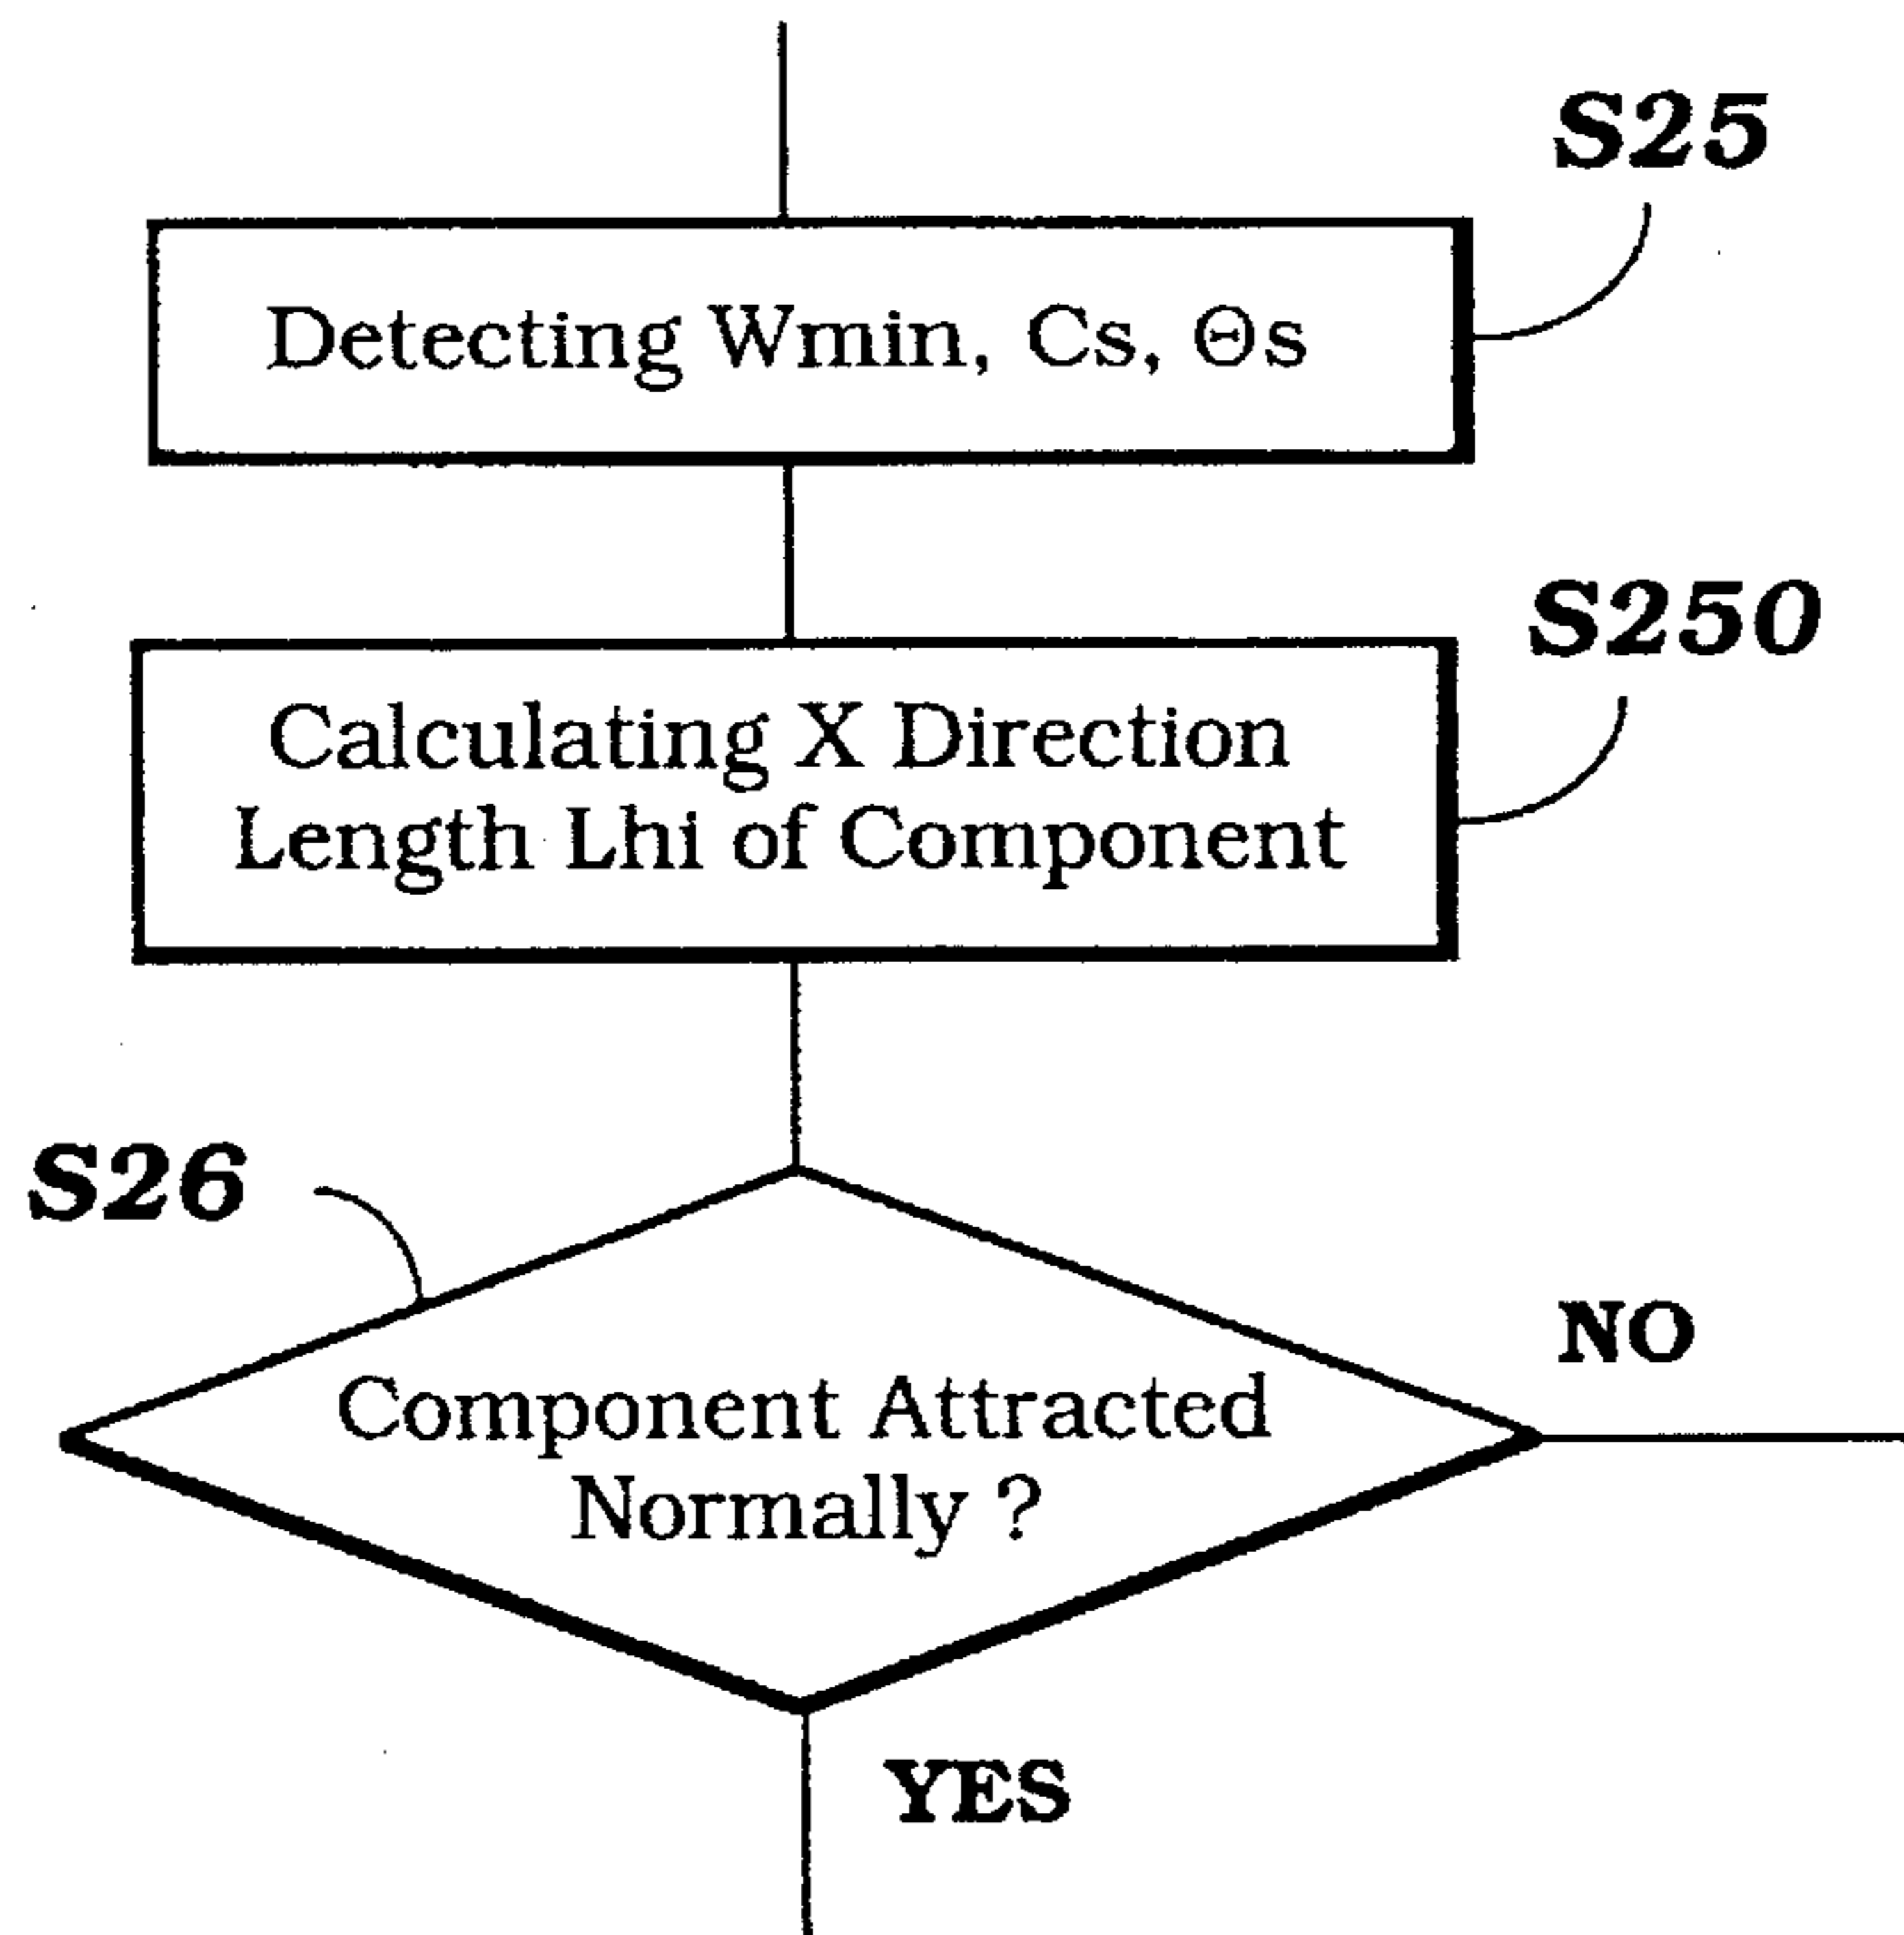 S25
Detecting Wmin, Cs, Θs
S250
Calculating X Direction
Length Lhi of Component
S26
NO
Component Attracted
Normally ?
YES